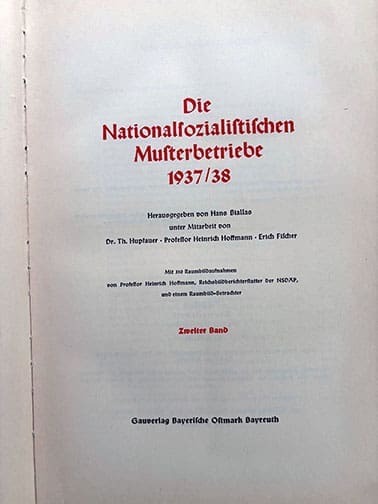 Die
Nationalsozialistischen
Musterbetriebe
1937/38
Herausgegeben von Hans Biallas
unter Mitarbeit von
Dr. Th. Hupfauer · Professor Heinrich Hoffmann · Erich Fischer
Mit Raumbildaufnahmen
von Professor Heinrich Hoffmann, Reichsbildberichterstatter der NSDAP,
und einem Raumbild-Betrachter
Zweiter Band
Gauverlag Bayerische Ostmark Bayreuth